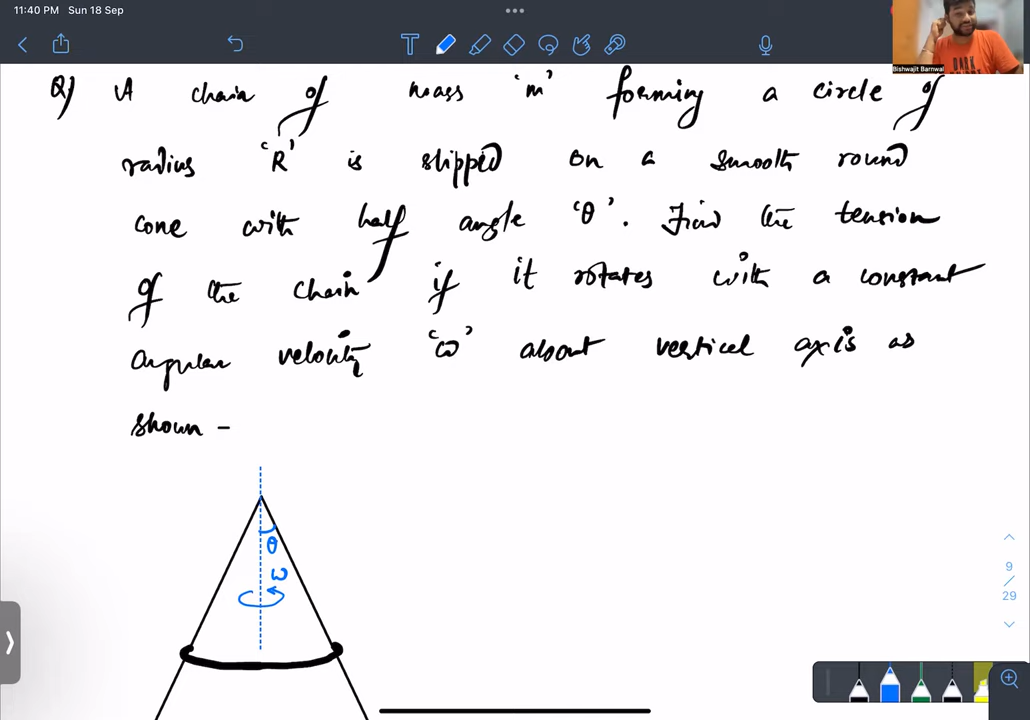 11:40 PM Sun 18 Sep
Bishwajit Barnwal
Q) A chain of mass 'm' forming a circle of
radius 'R' is slipped on a smooth round
cone with half angle 'θ'. Find the tension
of the chain if it rotates with a constant
angular velocity 'ω' about vertical axis as
shown -
θ
ω
9
/
29